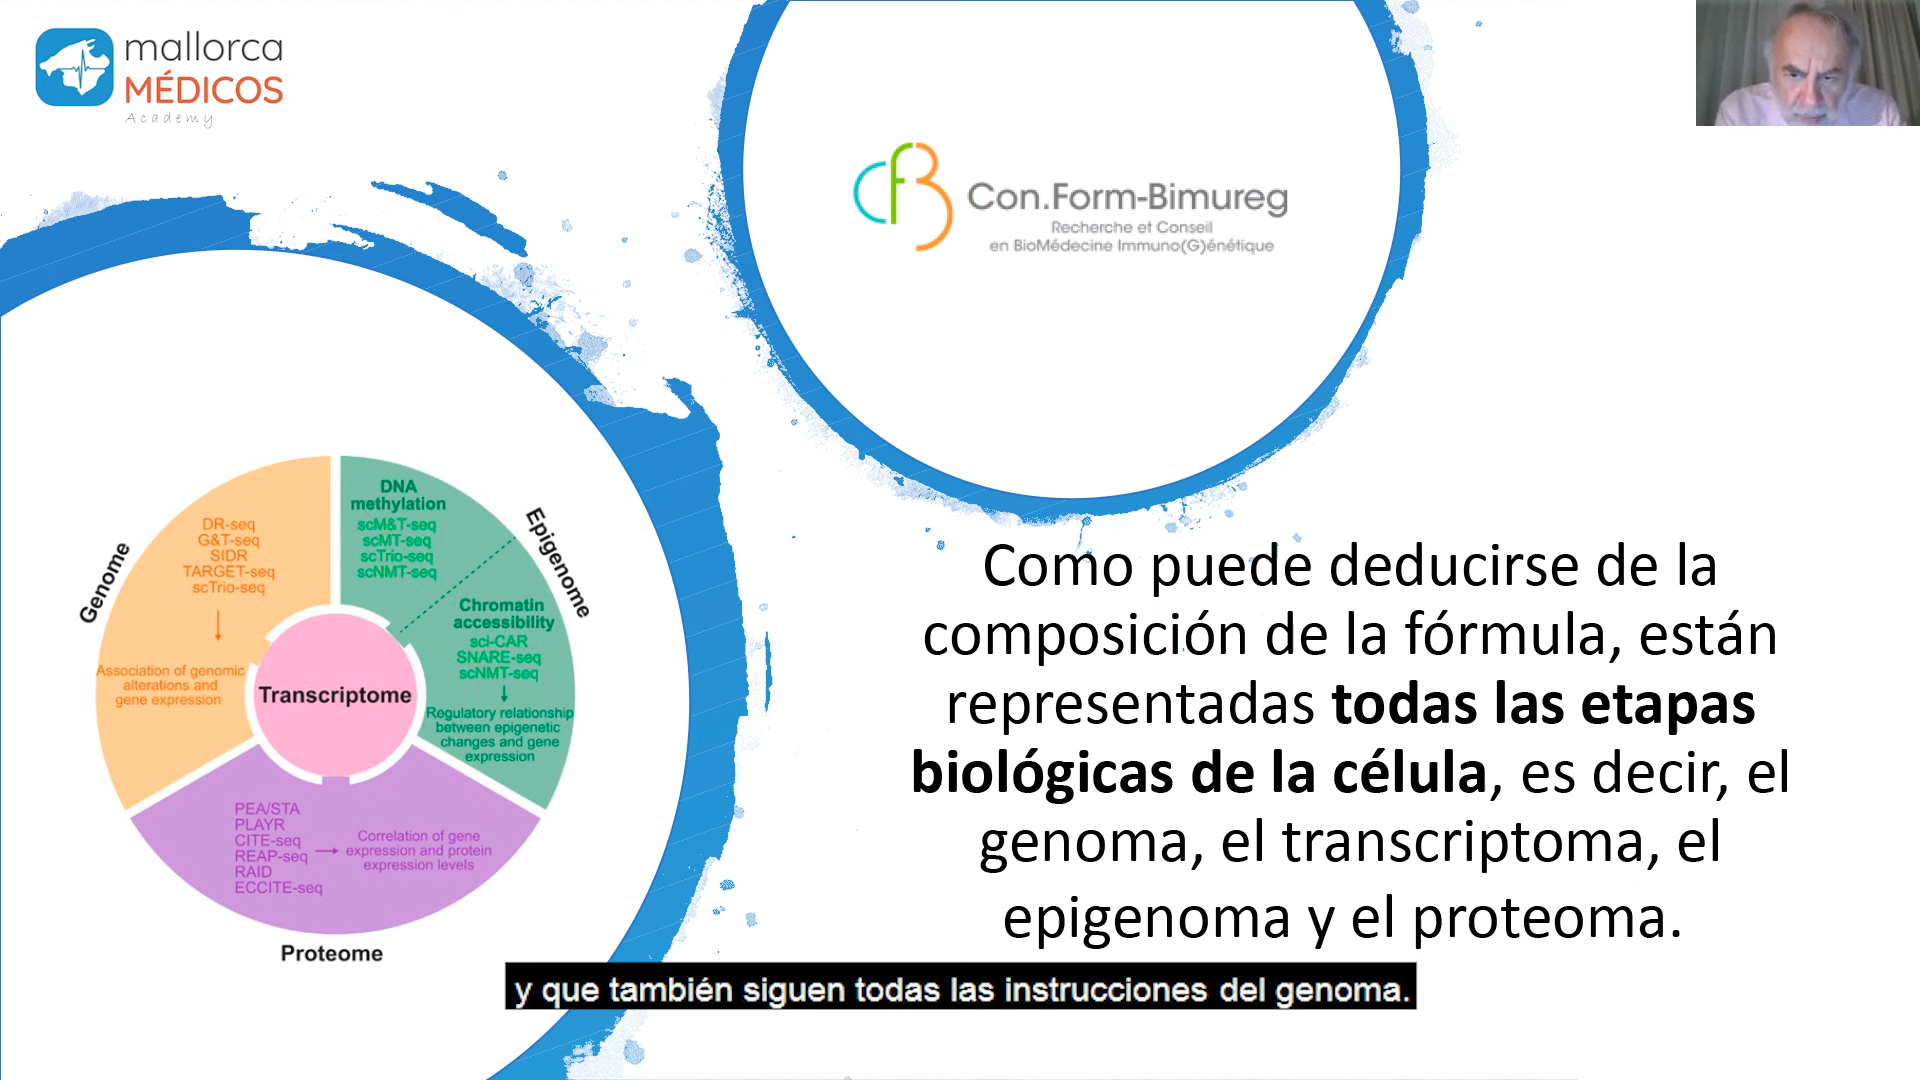 mallorca
MÉDICOS
Academy
Con.Form-Bimureg
Recherche et Conseil
en BioMédecine Immuno(G)énétique
Genome
DR-seq
G&T-seq
SIDR
TARGET-seq
scTrio-seq
Association of genomic
alterations and
gene expression
DNA
methylation
scM&T-seq
scMT-seq
scTrio-seq
scNMT-seq
Epigenome
Chromatin
accessibility
sci-CAR
SNARE-seq
scNMT-seq
Regulatory relationship
between epigenetic
changes and gene
expression
Transcriptome
PEA/STA
PLAYR
CITE-seq
REAP-seq
RAID
ECCITE-seq
Correlation of gene
expression and protein
expression levels
Proteome
Como puede deducirse de la
composición de la fórmula, están
representadas todas las etapas
biológicas de la célula, es decir, el
genoma, el transcriptoma, el
epigenoma y el proteoma.
y que también siguen todas las instrucciones del genoma.